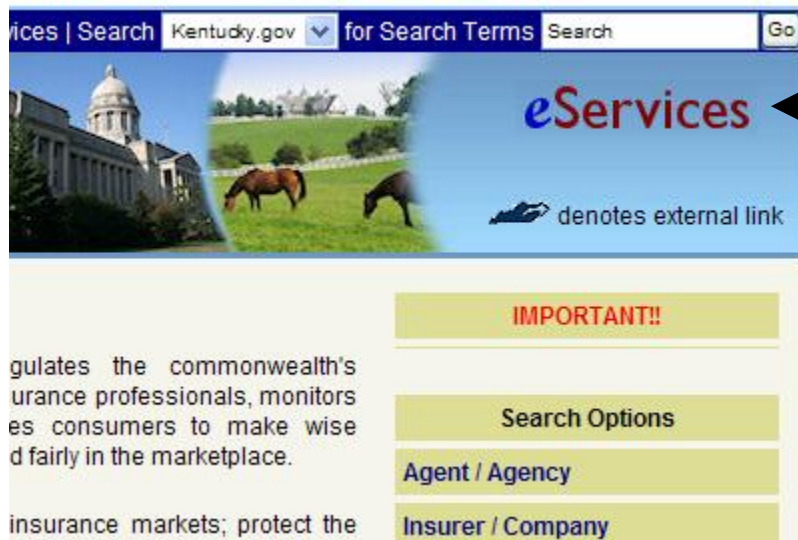 vices | Search Kentucky.gov for Search Terms Search Go
eServices
denotes external link
IMPORTANT!!
gulates the commonwealth's
urance professionals, monitors
es consumers to make wise
d fairly in the marketplace.
insurance markets; protect the
Search Options
Agent / Agency
Insurer / Company